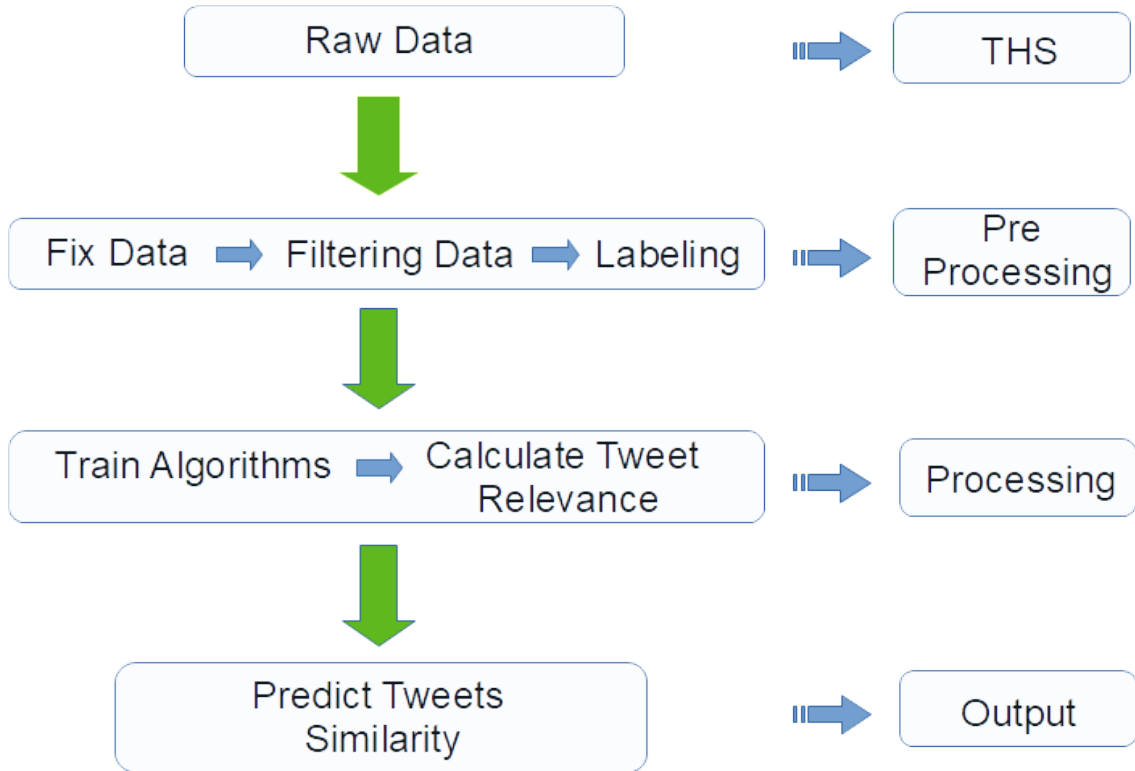 Raw Data
THS
Fix Data Filtering Data Labeling
Pre
Processing
Train Algorithms
Calculate Tweet
Relevance
Processing
Predict Tweets
Similarity
Output